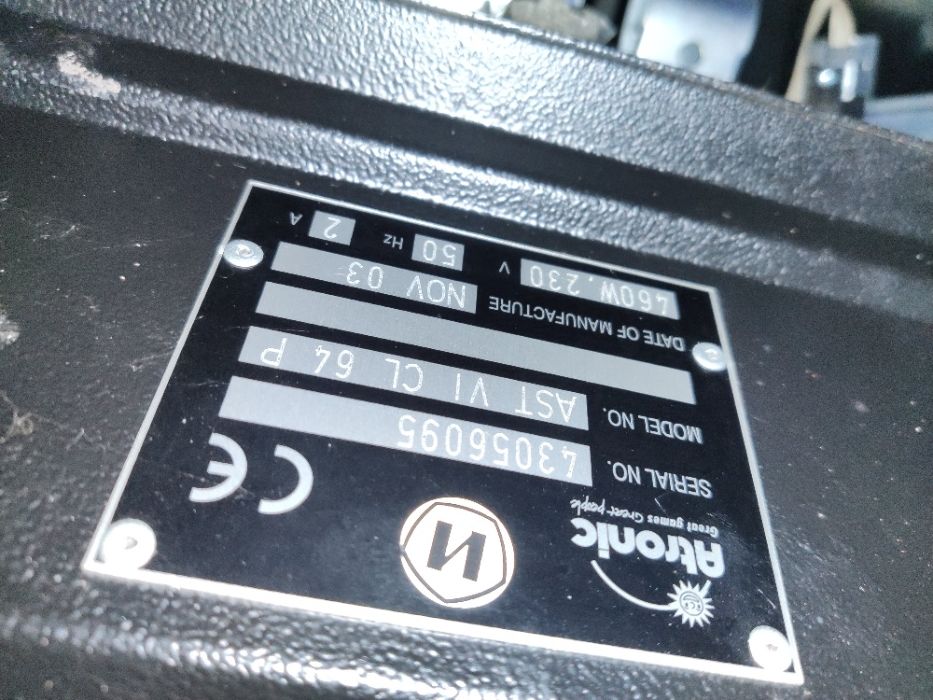 Atronic
Great games Great people
N
CE
SERIAL NO. 43056095
MODEL NO. AST VI CL 64 P
DATE OF MANUFACTURE NOV 03
460W.230 V 50 Hz 2 A